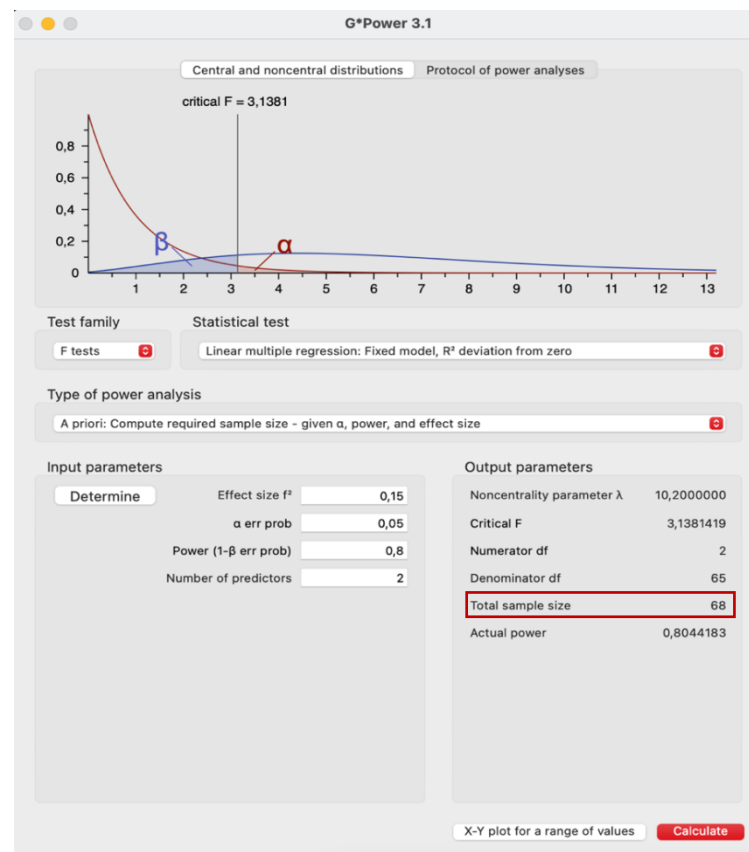 G*Power 3.1
Central and noncentral distributions Protocol of power analyses
critical F = 3,1381
0,8
0,6
0,4
0,2
0
β
α
1 2 3 4 5 6 7 8 9 10 11 12 13
Test family Statistical test
F tests Linear multiple regression: Fixed model, R² deviation from zero
Type of power analysis
A priori: Compute required sample size - given α, power, and effect size
Input parameters Output parameters
Determine Effect size f² 0,15 Noncentrality parameter λ 10,2000000
α err prob 0,05 Critical F 3,1381419
Power (1-β err prob) 0,8 Numerator df 2
Number of predictors 2 Denominator df 65
Total sample size 68
Actual power 0,8044183
X-Y plot for a range of values Calculate